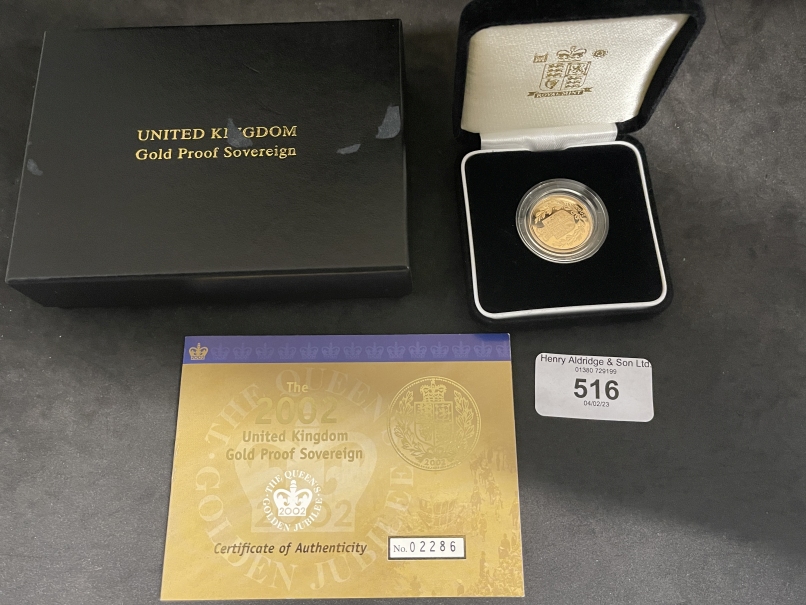 UNITED KINGDOM
Gold Proof Sovereign
ROYAL MINT
The
2002
United Kingdom
Gold Proof Sovereign
THE QUEEN'S
GOLDEN JUBILEE
2002
THE QUEEN'S
GOLDEN JUBILEE
2002
2002
Certificate of Authenticity
No. 02286
Henry Aldridge & Son Ltd
01380 729199
516
04/02/23